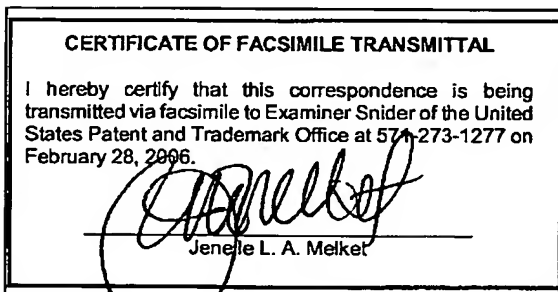 CERTIFICATE OF FACSIMILE TRANSMITTAL
I hereby certify that this correspondence is being
transmitted via facsimile to Examiner Snider of the United
States Patent and Trademark Office at 571-273-1277 on
February 28, 2006.
Jenelle L. A. Melket